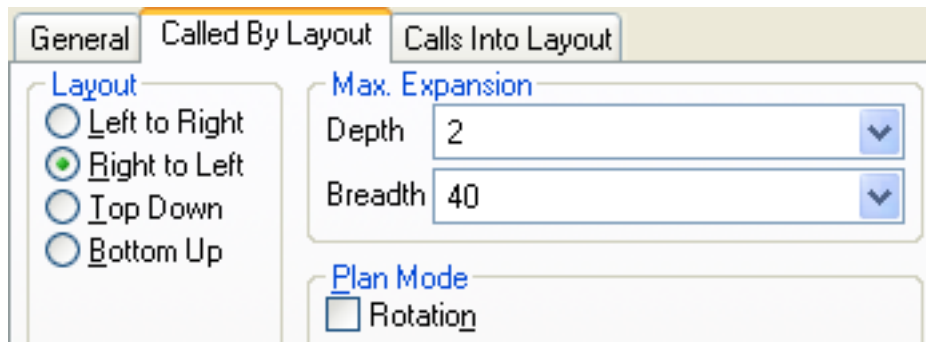 General Called By Layout Calls Into Layout
Layout
Left to Right
Right to Left
Top Down
Bottom Up
Max. Expansion
Depth 2
Breadth 40
Plan Mode
Rotation